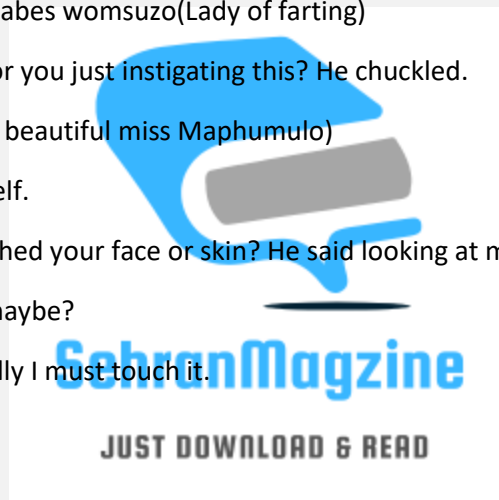 abes womsuzo(Lady of farting)
or you just instigating this? He chuckled.
beautiful miss Maphumulo)
elf.
hed your face or skin? He said looking at m
maybe?
lly I must touch it.
SehranMagzine
JUST DOWNLOAD & READ